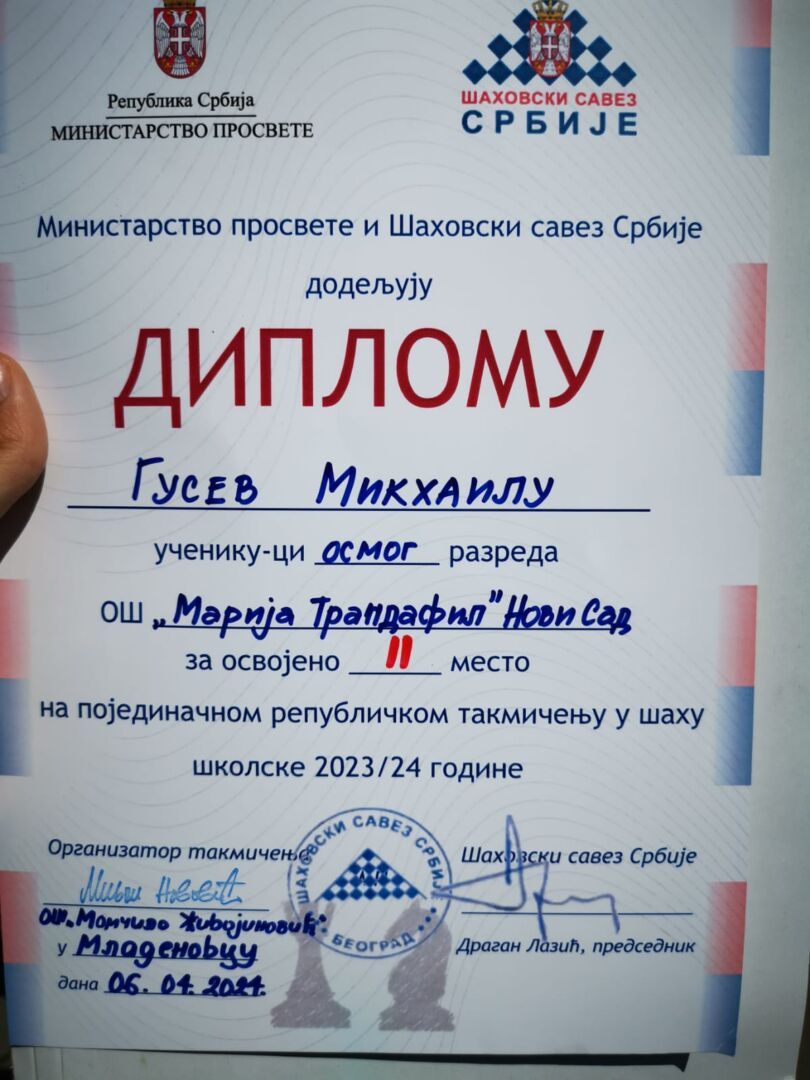 Република Србија
МИНИСТАРСТВО ПРОСВЕТЕ
ШАХОВСКИ САВЕЗ
СРБИЈЕ
Министарство просвете и Шаховски савез Србије
додељују
ДИПЛОМУ
Гусев Микхаилу
ученику-ци осмог разреда
ОШ „Марија Трандафил” Нови Сад
за освојено II место
на појединачном републичком такмичењу у шаху
школске 2023/24 године
Организатор такмичења
Шаховски савез Србије
ШАХОВСКИ САВЕЗ СРБИЈЕ
БЕОГРАД
ОШ „Момчило Живојиновић”
у Младеновцу
Драган Лазић, председник
дана 06. 04. 2024.